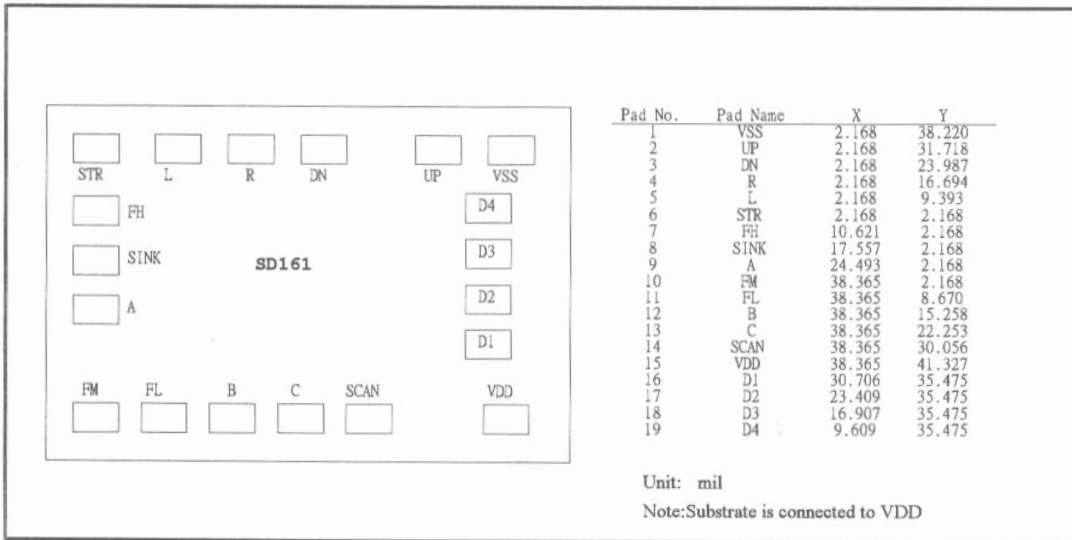 STR L R DN UP VSS
FH
SINK
A
SD161
D4
D3
D2
D1
FM FL B C SCAN VDD
Pad No. Pad Name X Y
1 VSS 2.168 38.220
2 UP 2.168 31.718
3 DN 2.168 23.987
4 R 2.168 16.694
5 L 2.168 9.393
6 STR 2.168 2.168
7 FH 10.621 2.168
8 SINK 17.557 2.168
9 A 24.493 2.168
10 FM 38.365 2.168
11 FL 38.365 8.670
12 B 38.365 15.258
13 C 38.365 22.253
14 SCAN 38.365 30.056
15 VDD 38.365 41.327
16 D1 30.706 35.475
17 D2 23.409 35.475
18 D3 16.907 35.475
19 D4 9.609 35.475
Unit: mil
Note:Substrate is connected to VDD